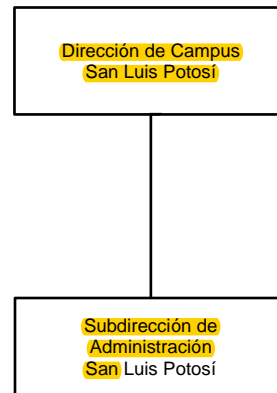 Dirección de Campus
San Luis Potosí
Subdirección de
Administración
San Luis Potosí